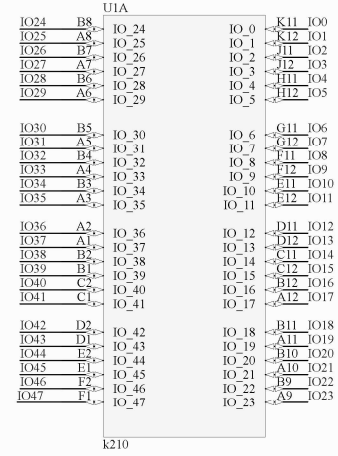 U1A
IO24 B8 IO_24 IO_0 K11 IO0
IO25 A8 IO_25 IO_1 K12 IO1
IO26 B7 IO_26 IO_2 J11 IO2
IO27 A7 IO_27 IO_3 J12 IO3
IO28 B6 IO_28 IO_4 H11 IO4
IO29 A6 IO_29 IO_5 H12 IO5
IO30 B5 IO_30 IO_6 G11 IO6
IO31 A5 IO_31 IO_7 G12 IO7
IO32 B4 IO_32 IO_8 F11 IO8
IO33 A4 IO_33 IO_9 F12 IO9
IO34 B3 IO_34 IO_10 E11 IO10
IO35 A3 IO_35 IO_11 E12 IO11
IO36 A2 IO_36 IO_12 D11 IO12
IO37 A1 IO_37 IO_13 D12 IO13
IO38 B2 IO_38 IO_14 C11 IO14
IO39 B1 IO_39 IO_15 C12 IO15
IO40 C2 IO_40 IO_16 B12 IO16
IO41 C1 IO_41 IO_17 A12 IO17
IO42 D2 IO_42 IO_18 B11 IO18
IO43 D1 IO_43 IO_19 A11 IO19
IO44 E2 IO_44 IO_20 B10 IO20
IO45 E1 IO_45 IO_21 A10 IO21
IO46 F2 IO_46 IO_22 B9 IO22
IO47 F1 IO_47 IO_23 A9 IO23
k210